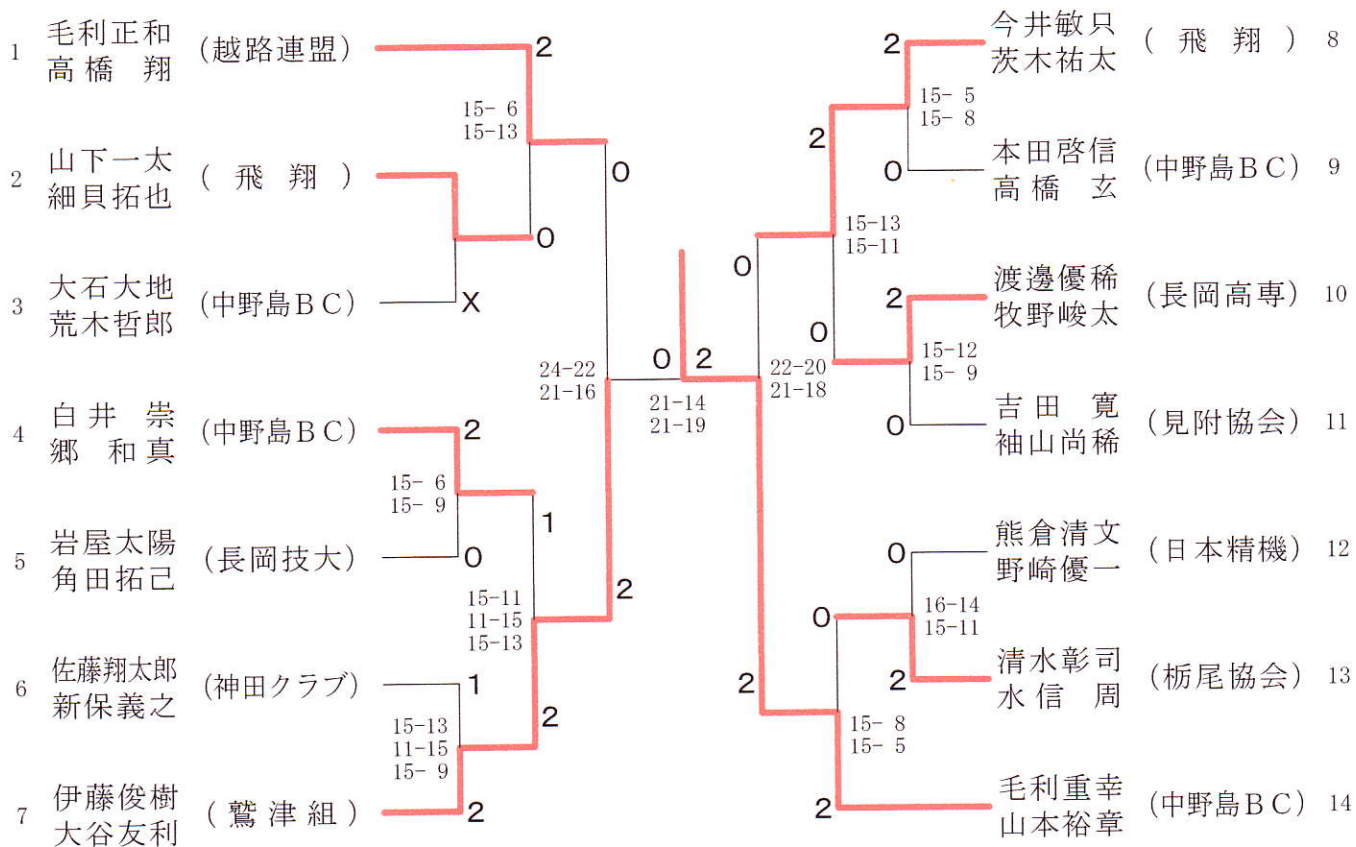 1 毛利正和 高橋 翔 (越路連盟) 2
15- 6
15-13
2 山下一太 細貝拓也 (飛翔) 0
3 大石大地 荒木哲郎 (中野島BC) X
0
24-22
21-16
4 白井 崇 郷 和真 (中野島BC) 2
15- 6
15- 9
5 岩屋太陽 角田拓己 (長岡技大) 0
1
15-11
11-15
15-13
2
6 佐藤翔太郎 新保義之 (神田クラブ) 1
15-13
11-15
15- 9
2
7 伊藤俊樹 大谷友利 (鷲津組) 2
0 2
21-14
21-19
2 今井敏只 茨木祐太 (飛翔) 8
15- 5
15- 8
2
0 本田啓信 高橋 玄 (中野島BC) 9
15-13
15-11
0
2 渡邊優稀 牧野峻太 (長岡高専) 10
0
15-12
15- 9
22-20
21-18
0 吉田 寛 袖山尚稀 (見附協会) 11
0 熊倉清文 野崎優一 (日本精機) 12
0
16-14
15-11
2 清水彰司 水信 周 (栃尾協会) 13
2
15- 8
15- 5
2 毛利重幸 山本裕章 (中野島BC) 14